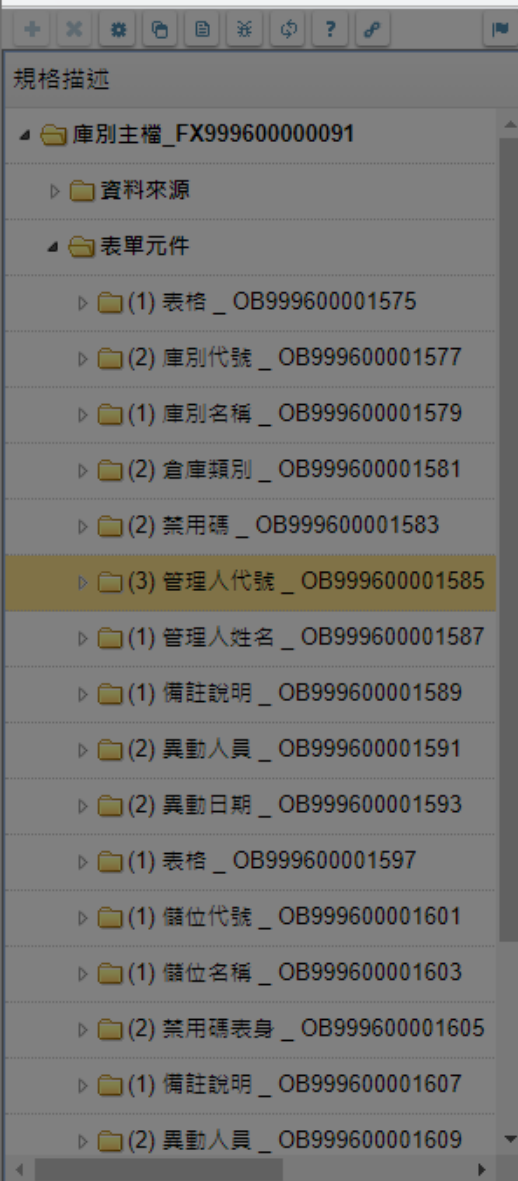 規格描述
庫別主檔_FX999600000091
資料來源
表單元件
(1) 表格 _ OB999600001575
(2) 庫別代號 _ OB999600001577
(1) 庫別名稱 _ OB999600001579
(2) 倉庫類別 _ OB999600001581
(2) 禁用碼 _ OB999600001583
(3) 管理人代號 _ OB999600001585
(1) 管理人姓名 _ OB999600001587
(1) 備註說明 _ OB999600001589
(2) 異動人員 _ OB999600001591
(2) 異動日期 _ OB999600001593
(1) 表格 _ OB999600001597
(1) 儲位代號 _ OB999600001601
(1) 儲位名稱 _ OB999600001603
(2) 禁用碼表身 _ OB999600001605
(1) 備註說明 _ OB999600001607
(2) 異動人員 _ OB999600001609